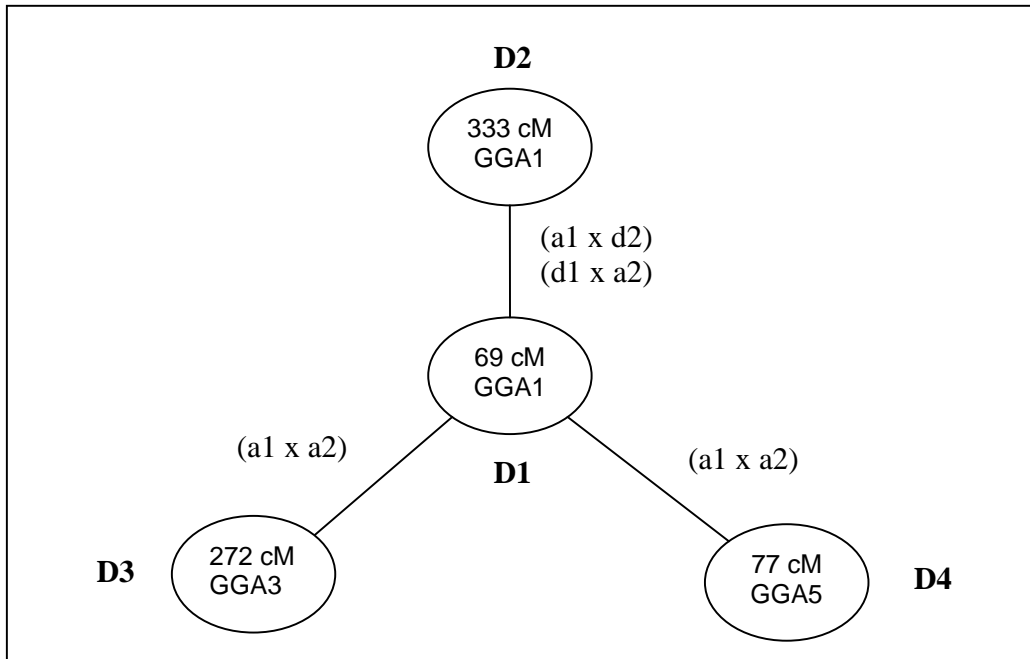 D2
333 cM
GGA1
(a1 x d2)
(d1 x a2)
69 cM
GGA1
(a1 x a2)
(a1 x a2)
D1
272 cM
GGA3
D3
77 cM
GGA5
D4